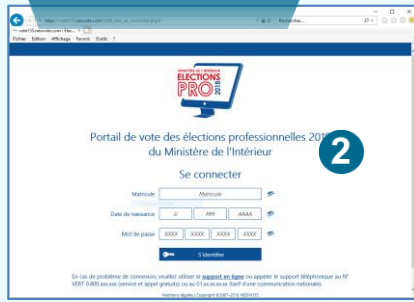 Fichier Edition Affichage Favoris Outils ?
MINISTÈRE DE L'INTÉRIEUR
ELECTIONS
PRO 2018
Portail de vote des élections professionnelles 201
du Ministère de l'Intérieur
2
Se connecter
Matricule Matricule
Date de naissance JJ MM AAAA
Mot de passe XXXX XXXX XXXX XXXX
S'identifier
En cas de problème de connexion, veuillez utiliser le support en ligne ou appeler le support téléphonique au N°
VERT 0.800.xxx.xxx (service et appel gratuits) ou au 01.xx.xx.xx.xx (tarif d'une communication nationale).
Mentions légales | Copyright ©2001-2018 NEOVOTE